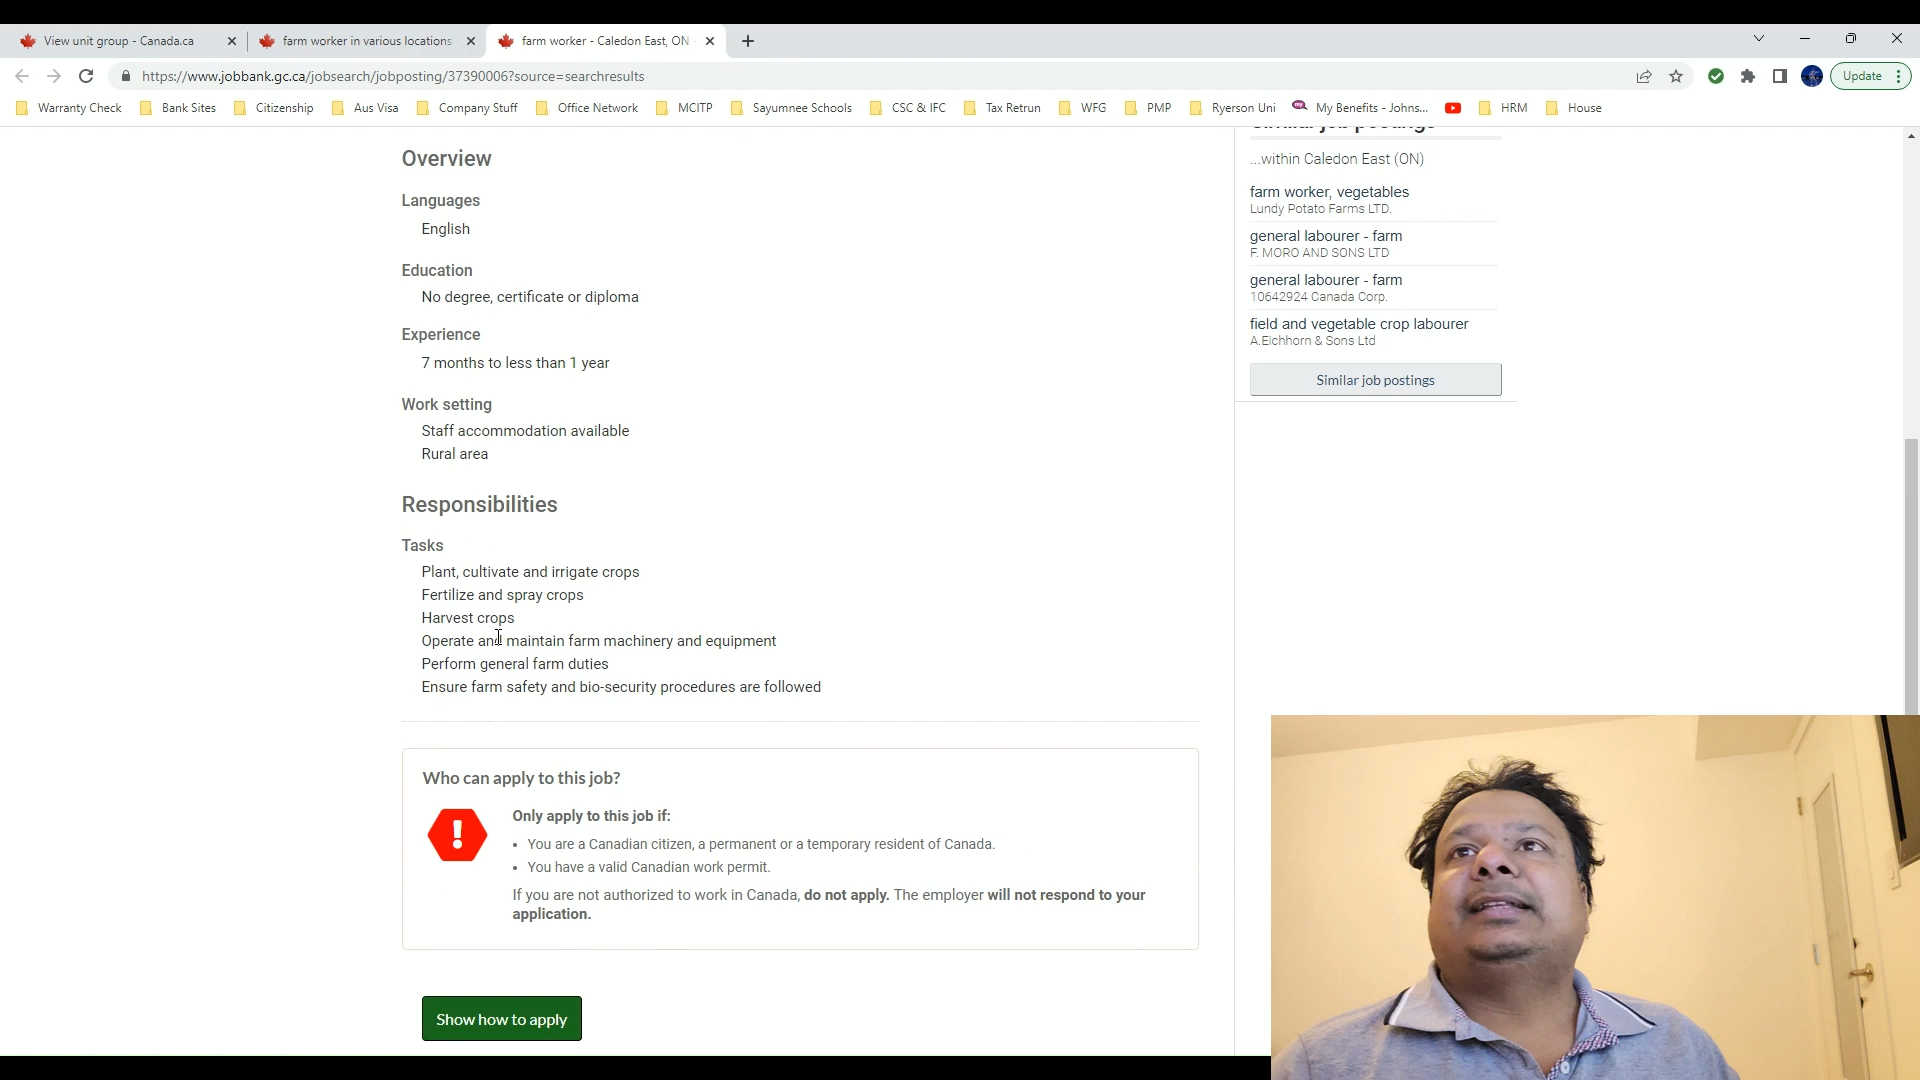 View unit group - Canada.ca
farm worker in various locations
farm worker - Caledon East, ON
https://www.jobbank.gc.ca/jobsearch/jobposting/37390006?source=searchresults
Update
Warranty Check
Bank Sites
Citizenship
Aus Visa
Company Stuff
Office Network
MCITP
Sayumnee Schools
CSC & IFC
Tax Retrun
WFG
PMP
Ryerson Uni
My Benefits - Johns...
HRM
House
Overview
Languages
English
Education
No degree, certificate or diploma
Experience
7 months to less than 1 year
Work setting
Staff accommodation available
Rural area
Responsibilities
Tasks
Plant, cultivate and irrigate crops
Fertilize and spray crops
Harvest crops
Operate and maintain farm machinery and equipment
Perform general farm duties
Ensure farm safety and bio-security procedures are followed
Who can apply to this job?
Only apply to this job if:
• You are a Canadian citizen, a permanent or a temporary resident of Canada.
• You have a valid Canadian work permit.
If you are not authorized to work in Canada, do not apply. The employer will not respond to your
application.
Show how to apply
Similar job postings
...within Caledon East (ON)
farm worker, vegetables
Lundy Potato Farms LTD.
general labourer - farm
F. MORO AND SONS LTD
general labourer - farm
10642924 Canada Corp.
field and vegetable crop labourer
A.Eichhorn & Sons Ltd
Similar job postings